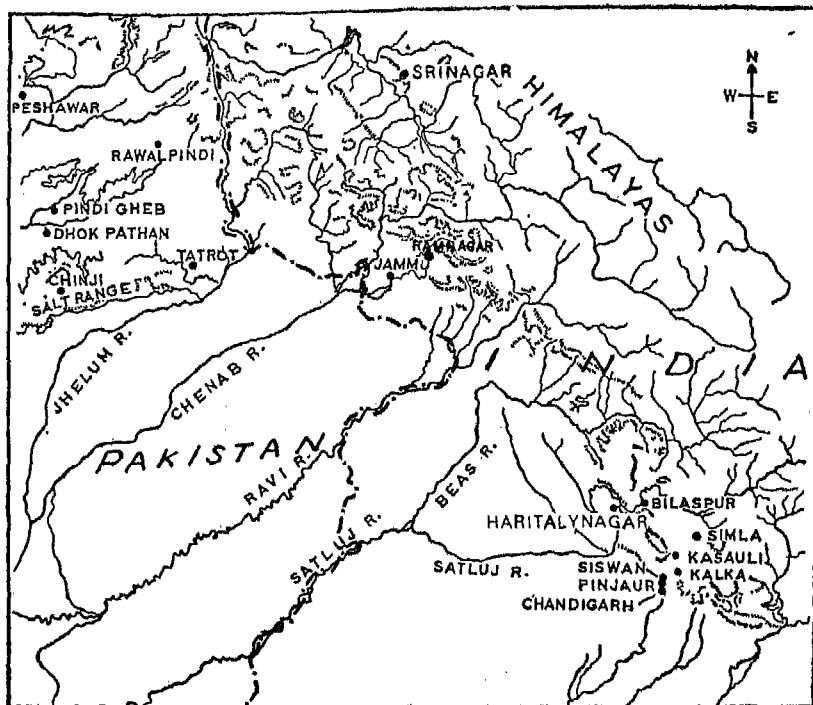 SRINAGAR
HIMALAYAS
N
W E
S
PESHAWAR
RAWALPINDI
PINDI GHEB
DHOK PATHAN
TATROT
CHINJI
SALT RANGE
JAMMU
RAMNAGAR
JHELUM R.
CHENAB R.
INDIA
PAKISTAN
RAVI R.
BEAS R.
SATLUJ R.
HARITALYNAGAR
BILASPUR
SIMLA
SATLUJ R.
SISWAN
KASAULI
PINJAUR
KALKA
CHANDIGARH